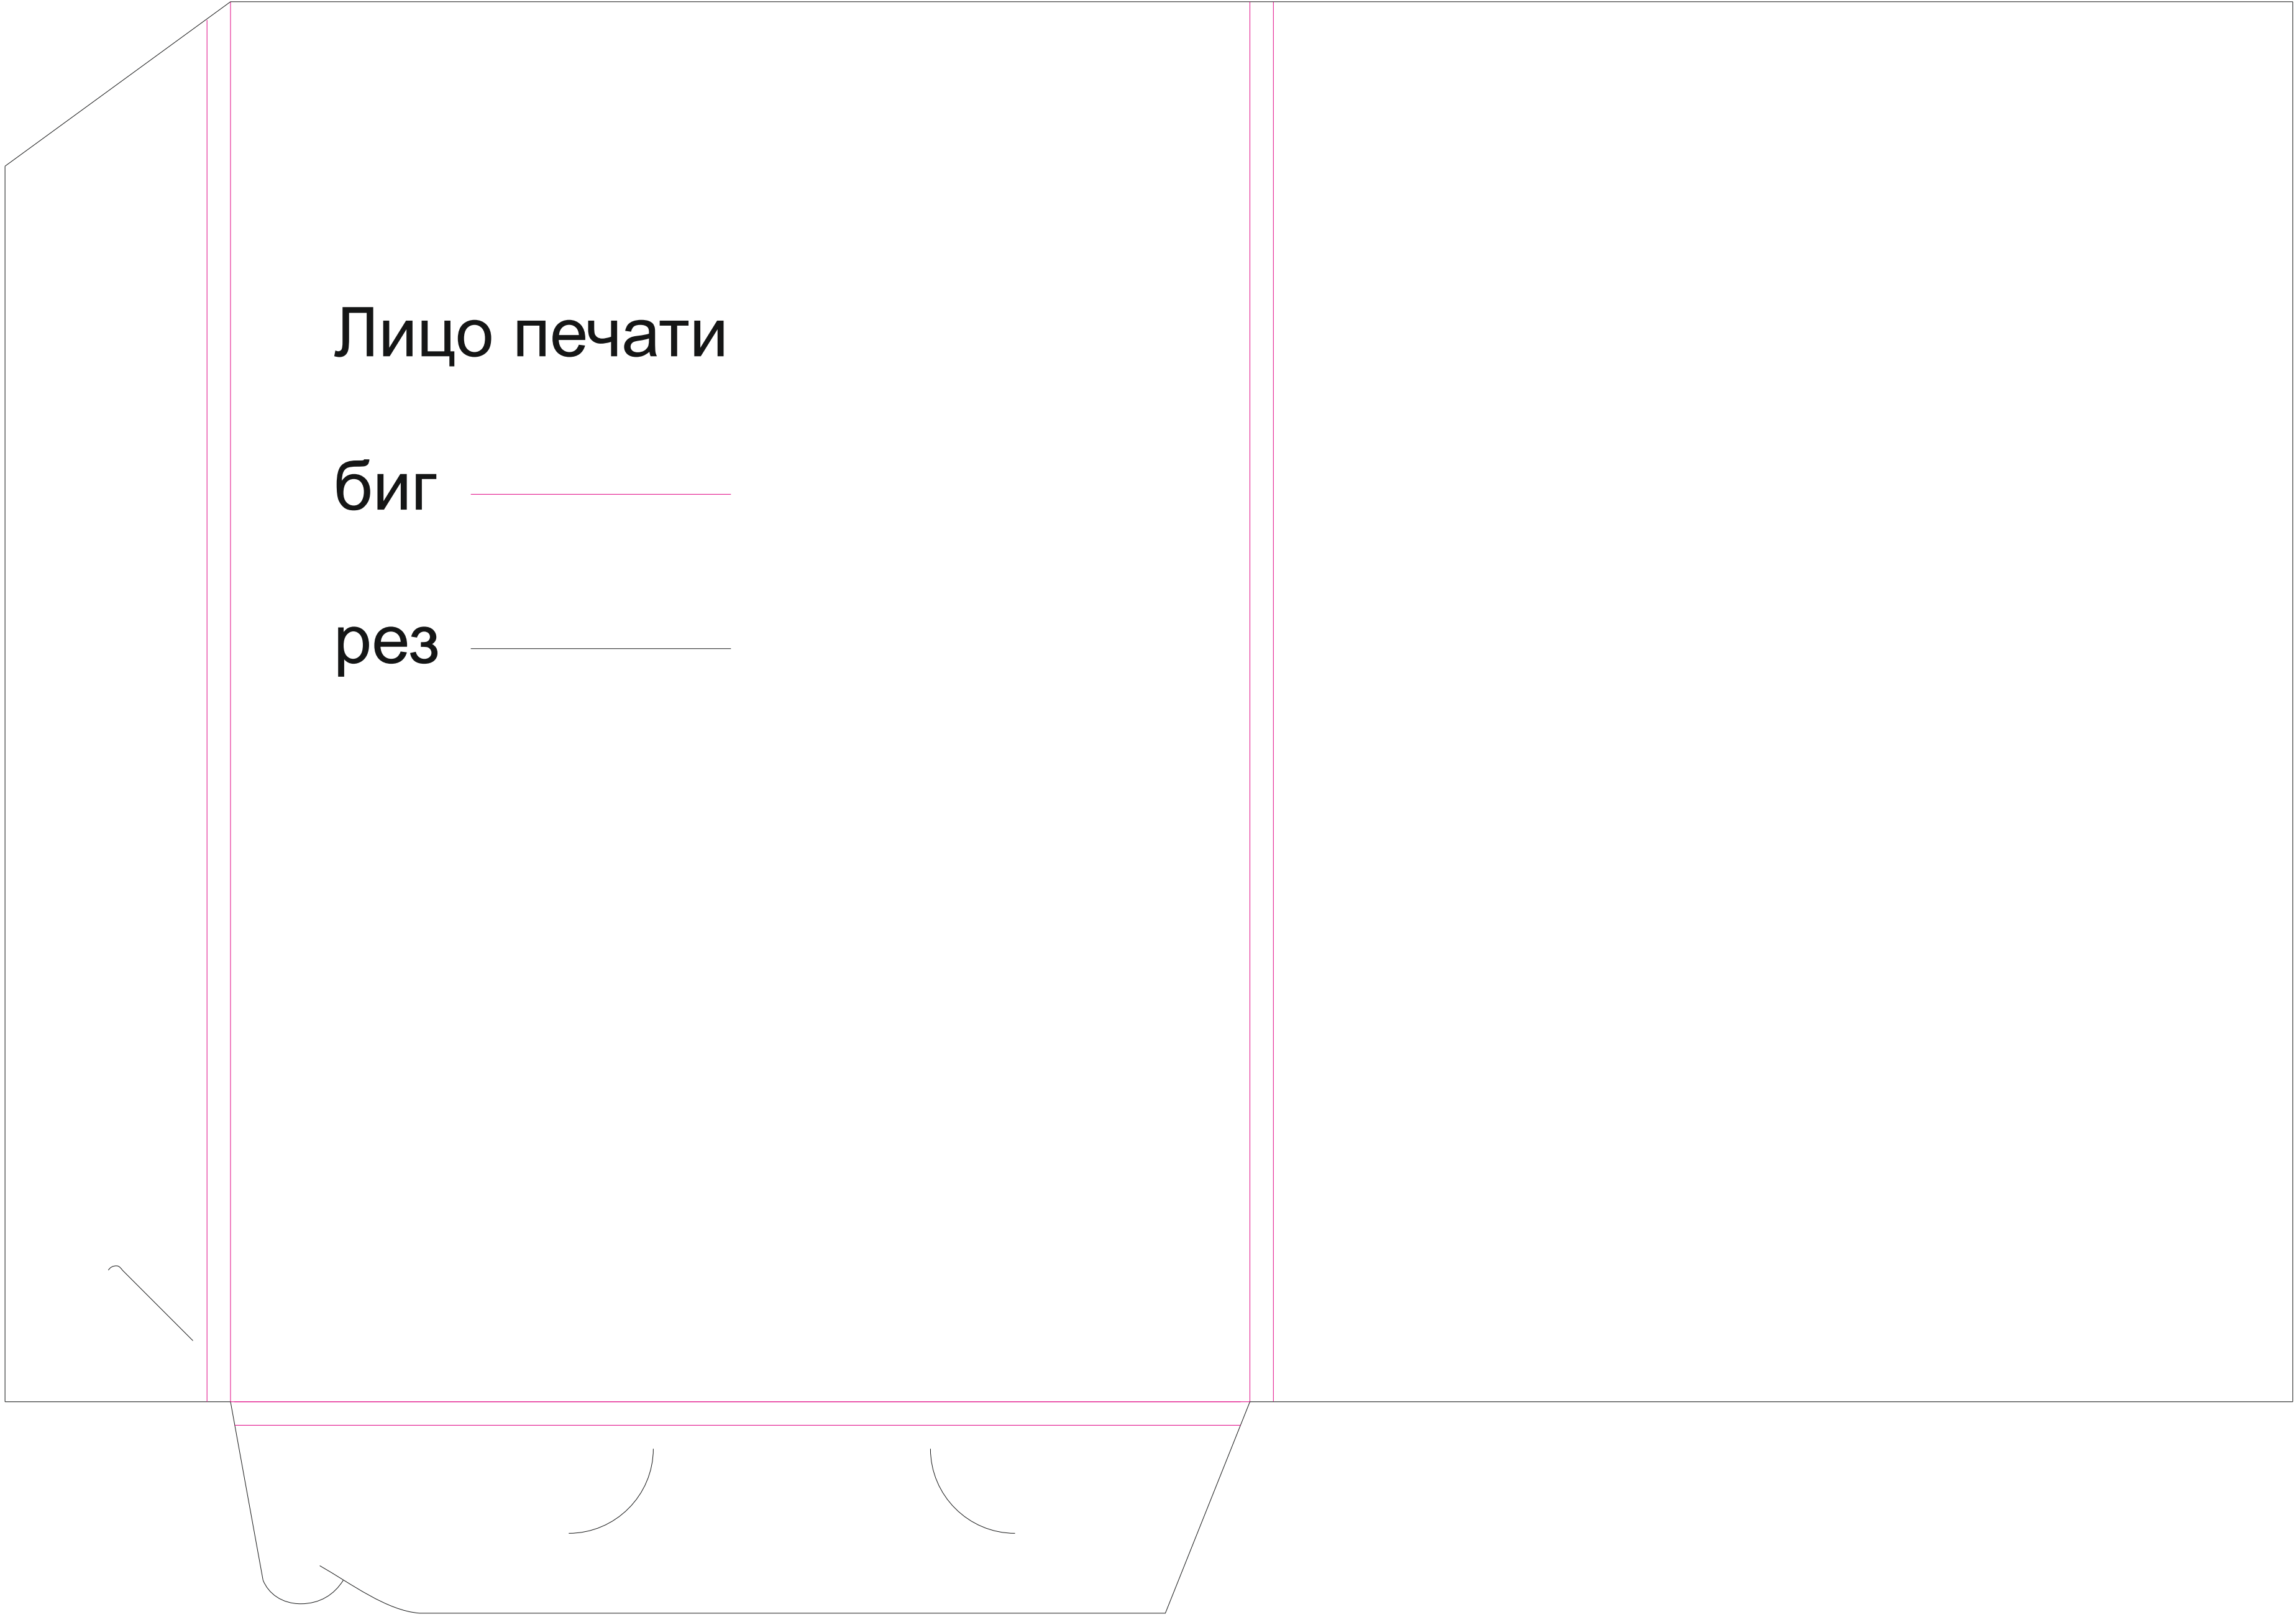 Лицо печати
биг
рез